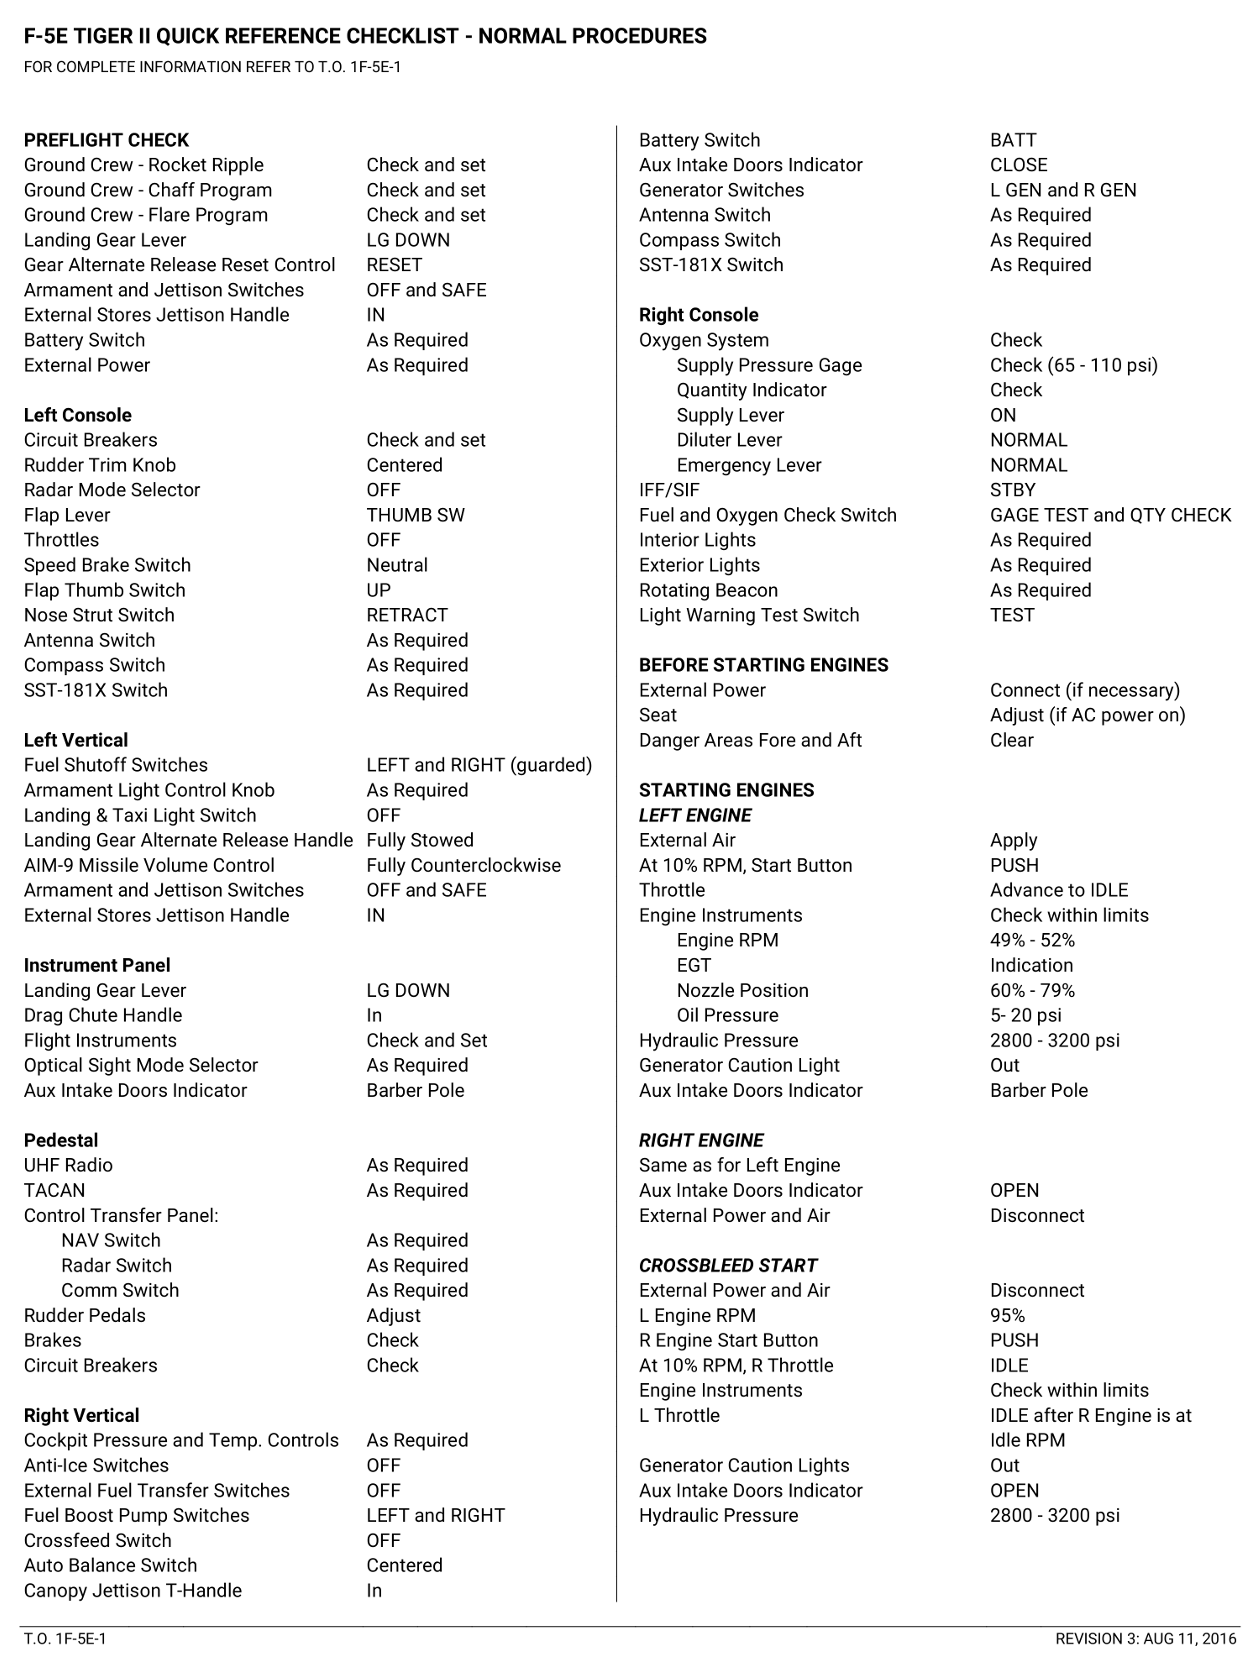 F-5E TIGER II QUICK REFERENCE CHECKLIST - NORMAL PROCEDURES
FOR COMPLETE INFORMATION REFER TO T.O. 1F-5E-1
PREFLIGHT CHECK
Ground Crew - Rocket Ripple Check and set
Ground Crew - Chaff Program Check and set
Ground Crew - Flare Program Check and set
Landing Gear Lever LG DOWN
Gear Alternate Release Reset Control RESET
Armament and Jettison Switches OFF and SAFE
External Stores Jettison Handle IN
Battery Switch As Required
External Power As Required
Left Console
Circuit Breakers Check and set
Rudder Trim Knob Centered
Radar Mode Selector OFF
Flap Lever THUMB SW
Throttles OFF
Speed Brake Switch Neutral
Flap Thumb Switch UP
Nose Strut Switch RETRACT
Antenna Switch As Required
Compass Switch As Required
SST-181X Switch As Required
Left Vertical
Fuel Shutoff Switches LEFT and RIGHT (guarded)
Armament Light Control Knob As Required
Landing & Taxi Light Switch OFF
Landing Gear Alternate Release Handle Fully Stowed
AIM-9 Missile Volume Control Fully Counterclockwise
Armament and Jettison Switches OFF and SAFE
External Stores Jettison Handle IN
Instrument Panel
Landing Gear Lever LG DOWN
Drag Chute Handle In
Flight Instruments Check and Set
Optical Sight Mode Selector As Required
Aux Intake Doors Indicator Barber Pole
Pedestal
UHF Radio As Required
TACAN As Required
Control Transfer Panel:
NAV Switch As Required
Radar Switch As Required
Comm Switch As Required
Rudder Pedals Adjust
Brakes Check
Circuit Breakers Check
Right Vertical
Cockpit Pressure and Temp. Controls As Required
Anti-Ice Switches OFF
External Fuel Transfer Switches OFF
Fuel Boost Pump Switches LEFT and RIGHT
Crossfeed Switch OFF
Auto Balance Switch Centered
Canopy Jettison T-Handle In
Battery Switch BATT
Aux Intake Doors Indicator CLOSE
Generator Switches L GEN and R GEN
Antenna Switch As Required
Compass Switch As Required
SST-181X Switch As Required
Right Console
Oxygen System Check
Supply Pressure Gage Check (65 - 110 psi)
Quantity Indicator Check
Supply Lever ON
Diluter Lever NORMAL
Emergency Lever NORMAL
IFF/SIF STBY
Fuel and Oxygen Check Switch GAGE TEST and QTY CHECK
Interior Lights As Required
Exterior Lights As Required
Rotating Beacon As Required
Light Warning Test Switch TEST
BEFORE STARTING ENGINES
External Power Connect (if necessary)
Seat Adjust (if AC power on)
Danger Areas Fore and Aft Clear
STARTING ENGINES
LEFT ENGINE
External Air Apply
At 10% RPM, Start Button PUSH
Throttle Advance to IDLE
Engine Instruments Check within limits
Engine RPM 49% - 52%
EGT Indication
Nozzle Position 60% - 79%
Oil Pressure 5- 20 psi
Hydraulic Pressure 2800 - 3200 psi
Generator Caution Light Out
Aux Intake Doors Indicator Barber Pole
RIGHT ENGINE
Same as for Left Engine
Aux Intake Doors Indicator OPEN
External Power and Air Disconnect
CROSSBLEED START
External Power and Air Disconnect
L Engine RPM 95%
R Engine Start Button PUSH
At 10% RPM, R Throttle IDLE
Engine Instruments Check within limits
L Throttle IDLE after R Engine is at
Idle RPM
Generator Caution Lights Out
Aux Intake Doors Indicator OPEN
Hydraulic Pressure 2800 - 3200 psi
T.O. 1F-5E-1 REVISION 3: AUG 11, 2016